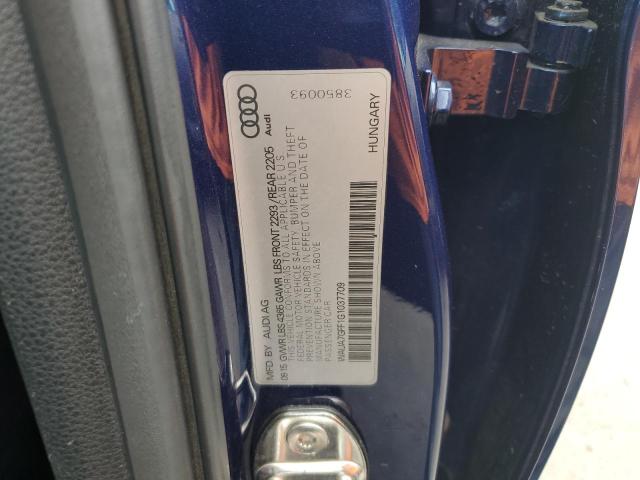 MFD. BY AUDI AG
09/15 GVWR LBS 4365 GAWR LBS FRONT 2293 / REAR 2205
THIS VEHICLE CONFORMS TO ALL APPLICABLE U.S.
FEDERAL MOTOR VEHICLE SAFETY, BUMPER AND THEFT
PREVENTION STANDARDS IN EFFECT ON THE DATE OF
MANUFACTURE SHOWN ABOVE
PASSENGER CAR
WAUA7GFF1G1037709
Audi
3850093
HUNGARY